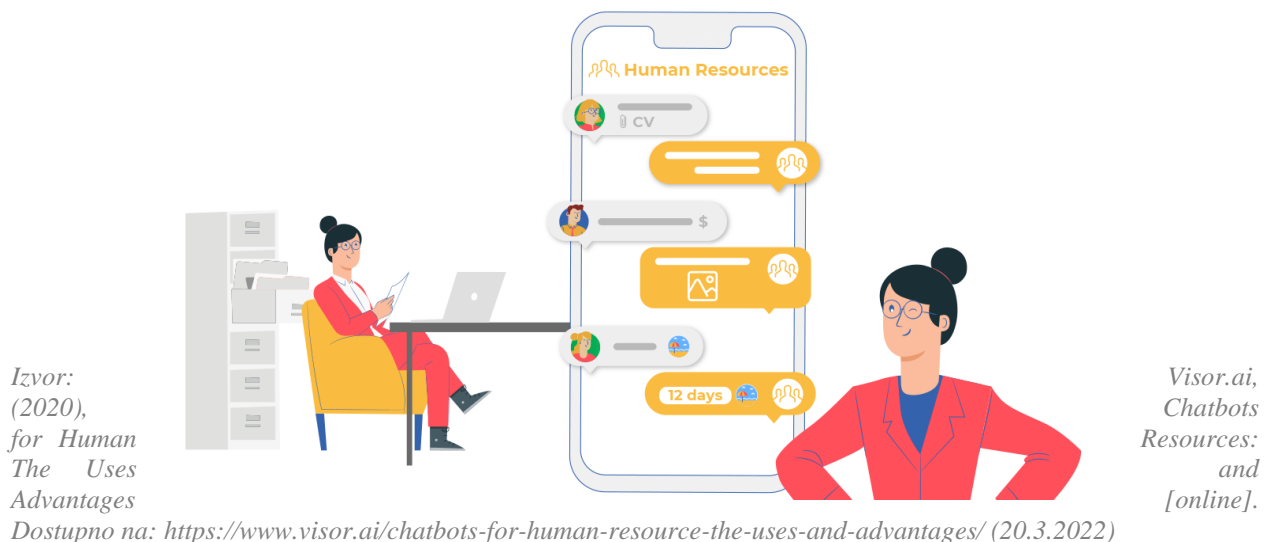 Human Resources
CV
$
12 days
Izvor: Visor.ai,
(2020), Chatbots
for Human Resources:
The Uses and
Advantages [online].
Dostupno na: https://www.visor.ai/chatbots-for-human-resource-the-uses-and-advantages/ (20.3.2022)